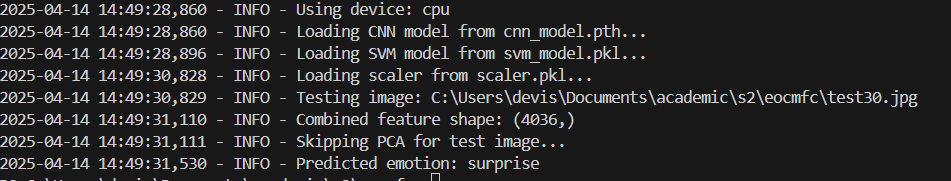 2025-04-14 14:49:28,860 - INFO - Using device: cpu
2025-04-14 14:49:28,860 - INFO - Loading CNN model from cnn_model.pth...
2025-04-14 14:49:28,896 - INFO - Loading SVM model from svm_model.pkl...
2025-04-14 14:49:30,828 - INFO - Loading scaler from scaler.pkl...
2025-04-14 14:49:30,829 - INFO - Testing image: C:\Users\devis\Documents\academic\s2\eocmfc\test30.jpg
2025-04-14 14:49:31,110 - INFO - Combined feature shape: (4036,)
2025-04-14 14:49:31,111 - INFO - Skipping PCA for test image...
2025-04-14 14:49:31,530 - INFO - Predicted emotion: surprise